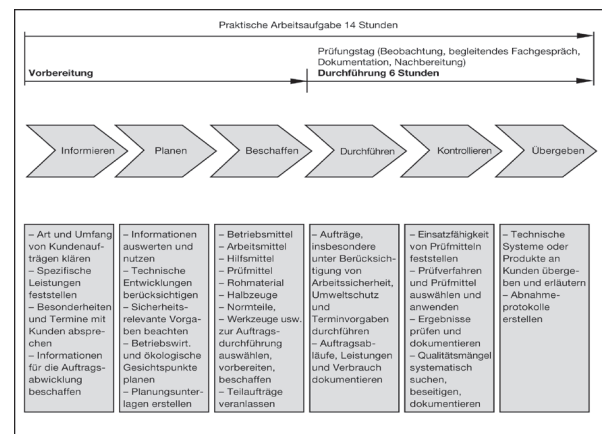 Praktische Arbeitsaufgabe 14 Stunden
Vorbereitung
Prüfungstag (Beobachtung, begleitendes Fachgespräch,
Dokumentation, Nachbereitung)
Durchführung 6 Stunden
Informieren
Planen
Beschaffen
Durchführen
Kontrollieren
Übergeben
– Art und Umfang
von Kundenauf-
trägen klären
– Spezifische
Leistungen
feststellen
– Besonderheiten
und Termine mit
Kunden abspre-
chen
– Informationen
für die Auftrags-
abwicklung
beschaffen
– Informationen
auswerten und
nutzen
– Technische
Entwicklungen
berücksichtigen
– Sicherheits-
relevante Vorga-
ben beachten
– Betriebswirt.
und ökologische
Gesichtspunkte
planen
– Planungsunter-
lagen erstellen
– Betriebsmittel
– Arbeitsmittel
– Hilfsmittel
– Prüfmittel
– Rohmaterial
– Halbzeuge
– Normteile,
– Werkzeuge usw.
zur Auftrags-
durchführung
auswählen,
vorbereiten,
beschaffen
– Teilaufträge
veranlassen
– Aufträge,
insbesondere
unter Berücksich-
tigung von
Arbeitssicherheit,
Umweltschutz
und
Terminvorgaben
durchführen
– Auftragsab-
läufe, Leistungen
und Verbrauch
dokumentieren
– Einsatzfähigkeit
von Prüfmitteln
feststellen
– Prüfverfahren
und Prüfmittel
auswählen und
anwenden
– Ergebnisse
prüfen und
dokumentieren
– Qualitätsmängel
systematisch
suchen,
beseitigen,
dokumentieren
– Technische
Systeme oder
Produkte an
Kunden überge-
ben und erläutern
– Abnahme-
protokolle
erstellen